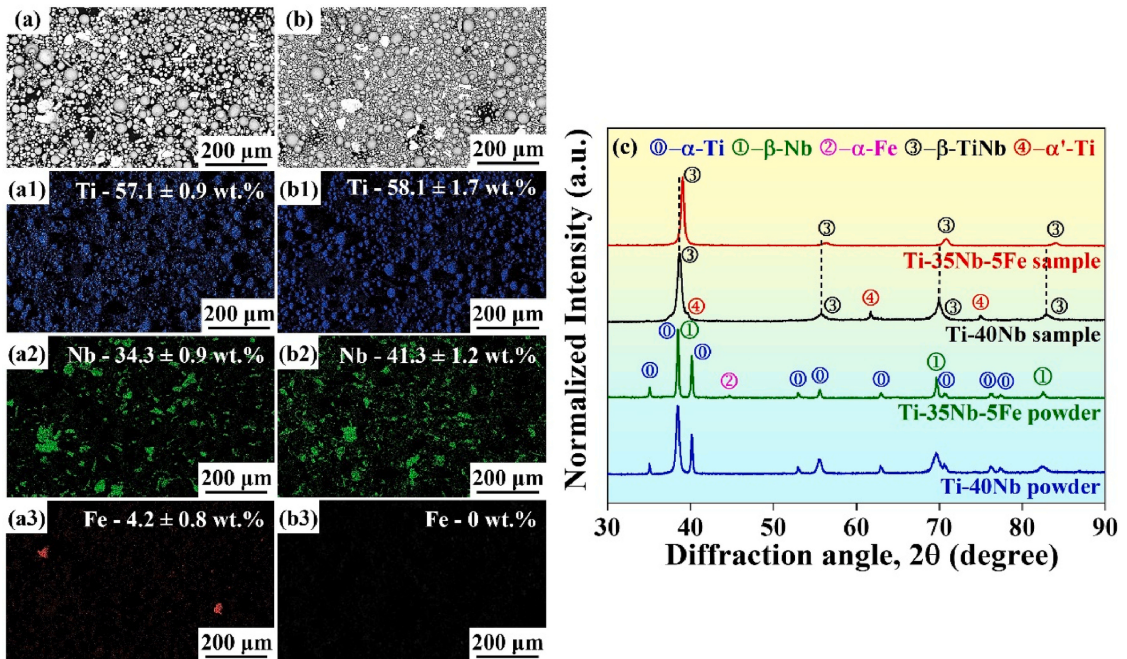 (a)
200 μm
(b)
200 μm
(a1)
Ti - 57.1 ± 0.9 wt.%
200 μm
(b1)
Ti - 58.1 ± 1.7 wt.%
200 μm
(a2)
Nb - 34.3 ± 0.9 wt.%
200 μm
(b2)
Nb - 41.3 ± 1.2 wt.%
200 μm
(a3)
Fe - 4.2 ± 0.8 wt.%
200 μm
(b3)
Fe - 0 wt.%
200 μm
(c) ⓪–α-Ti ①–β-Nb ②–α-Fe ③–β-TiNb ④–α'-Ti
Normalized Intensity (a.u.)
③
③ ③ ③
Ti-35Nb-5Fe sample
③
④ ③ ④ ③ ④ ③
Ti-40Nb sample
⓪ ① ⓪
⓪ ② ⓪ ⓪ ⓪ ① ⓪ ⓪ ⓪ ①
Ti-35Nb-5Fe powder
Ti-40Nb powder
30 40 50 60 70 80 90
Diffraction angle, 2θ (degree)